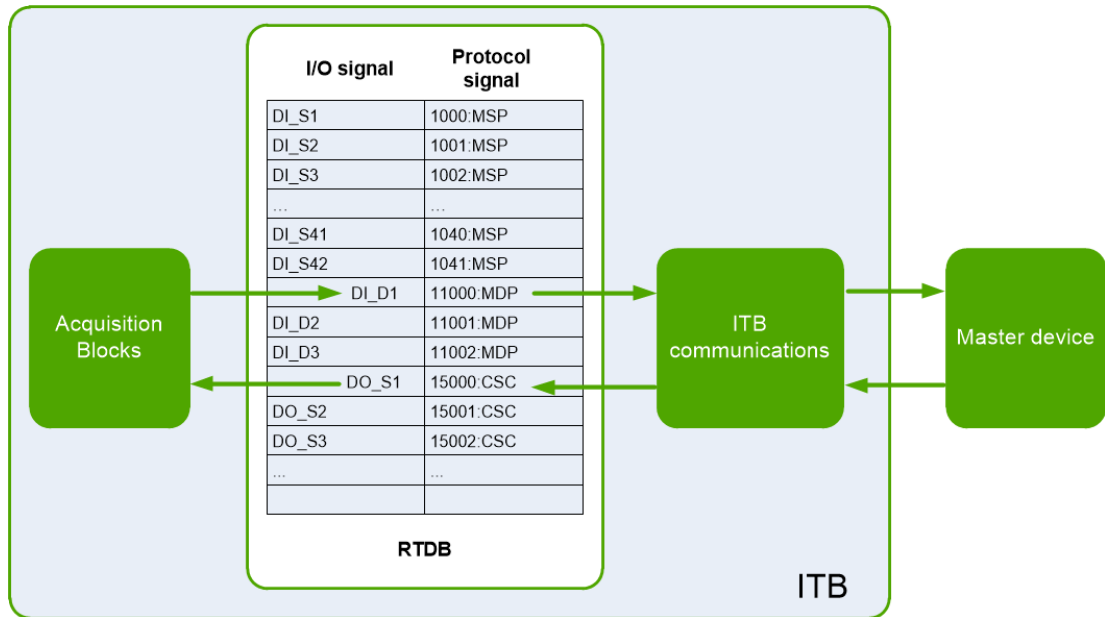 I/O signal
Protocol
signal
DI_S1 1000:MSP
DI_S2 1001:MSP
DI_S3 1002:MSP
... ...
DI_S41 1040:MSP
DI_S42 1041:MSP
DI_D1 11000:MDP
DI_D2 11001:MDP
DI_D3 11002:MDP
DO_S1 15000:CSC
DO_S2 15001:CSC
DO_S3 15002:CSC
... ...
RTDB
Acquisition
Blocks
ITB
communications
Master device
ITB